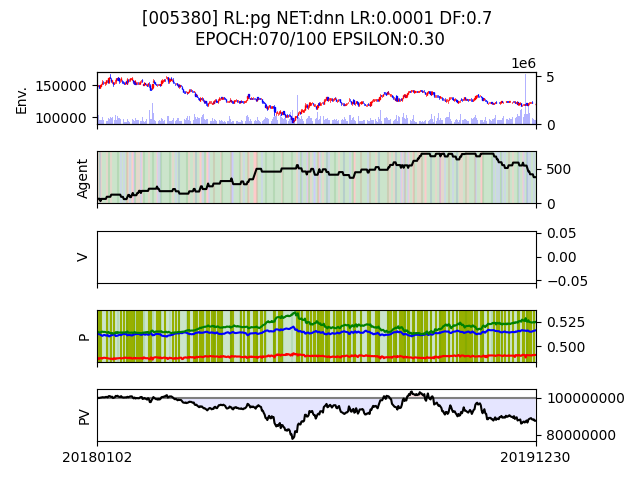 [005380] RL:pg NET:dnn LR:0.0001 DF:0.7
EPOCH:070/100 EPSILON:0.30
1e6
Env.
150000
100000
5
0
Agent
500
0
V
0.05
0.00
−0.05
P
0.525
0.500
PV
100000000
80000000
20180102
20191230